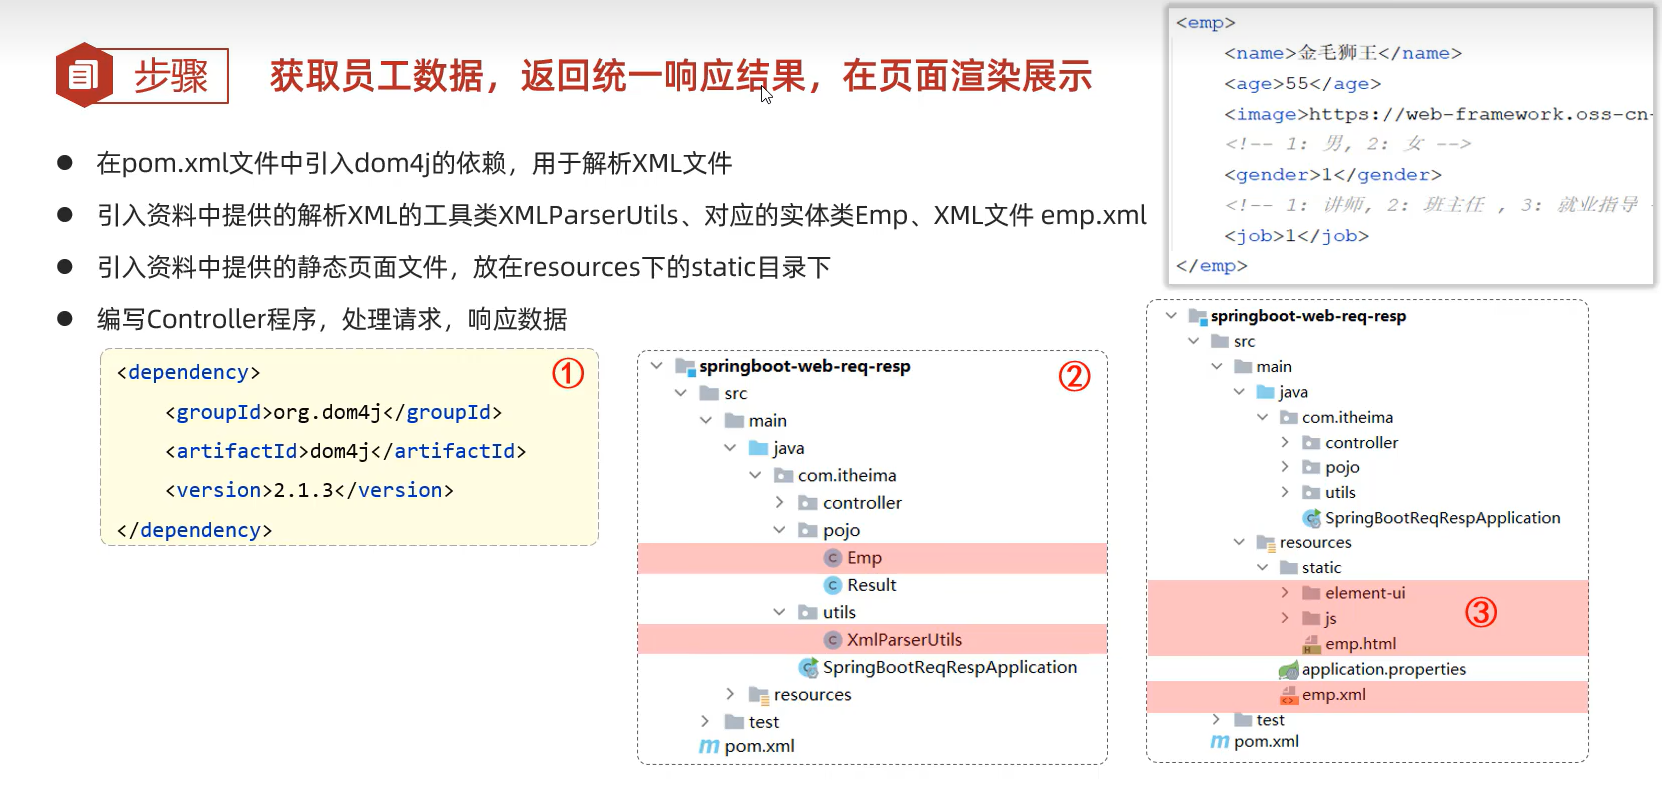 步骤
获取员工数据，返回统一响应结果，在页面渲染展示
● 在pom.xml文件中引入dom4j的依赖，用于解析XML文件
● 引入资料中提供的解析XML的工具类XMLParserUtils、对应的实体类Emp、XML文件 emp.xml
● 引入资料中提供的静态页面文件，放在resources下的static目录下
● 编写Controller程序，处理请求，响应数据
<emp>
<name>金毛狮王</name>
<age>55</age>
<image>https://web-framework.oss-cn-
<!-- 1: 男, 2: 女 -->
<gender>1</gender>
<!-- 1: 讲师, 2: 班主任 , 3: 就业指导
<job>1</job>
</emp>
①
<dependency>
<groupId>org.dom4j</groupId>
<artifactId>dom4j</artifactId>
<version>2.1.3</version>
</dependency>
②
springboot-web-req-resp
src
main
java
com.itheima
controller
pojo
Emp
Result
utils
XmlParserUtils
SpringBootReqRespApplication
resources
test
pom.xml
springboot-web-req-resp
src
main
java
com.itheima
controller
pojo
utils
SpringBootReqRespApplication
resources
static
element-ui
③
js
emp.html
application.properties
emp.xml
test
pom.xml